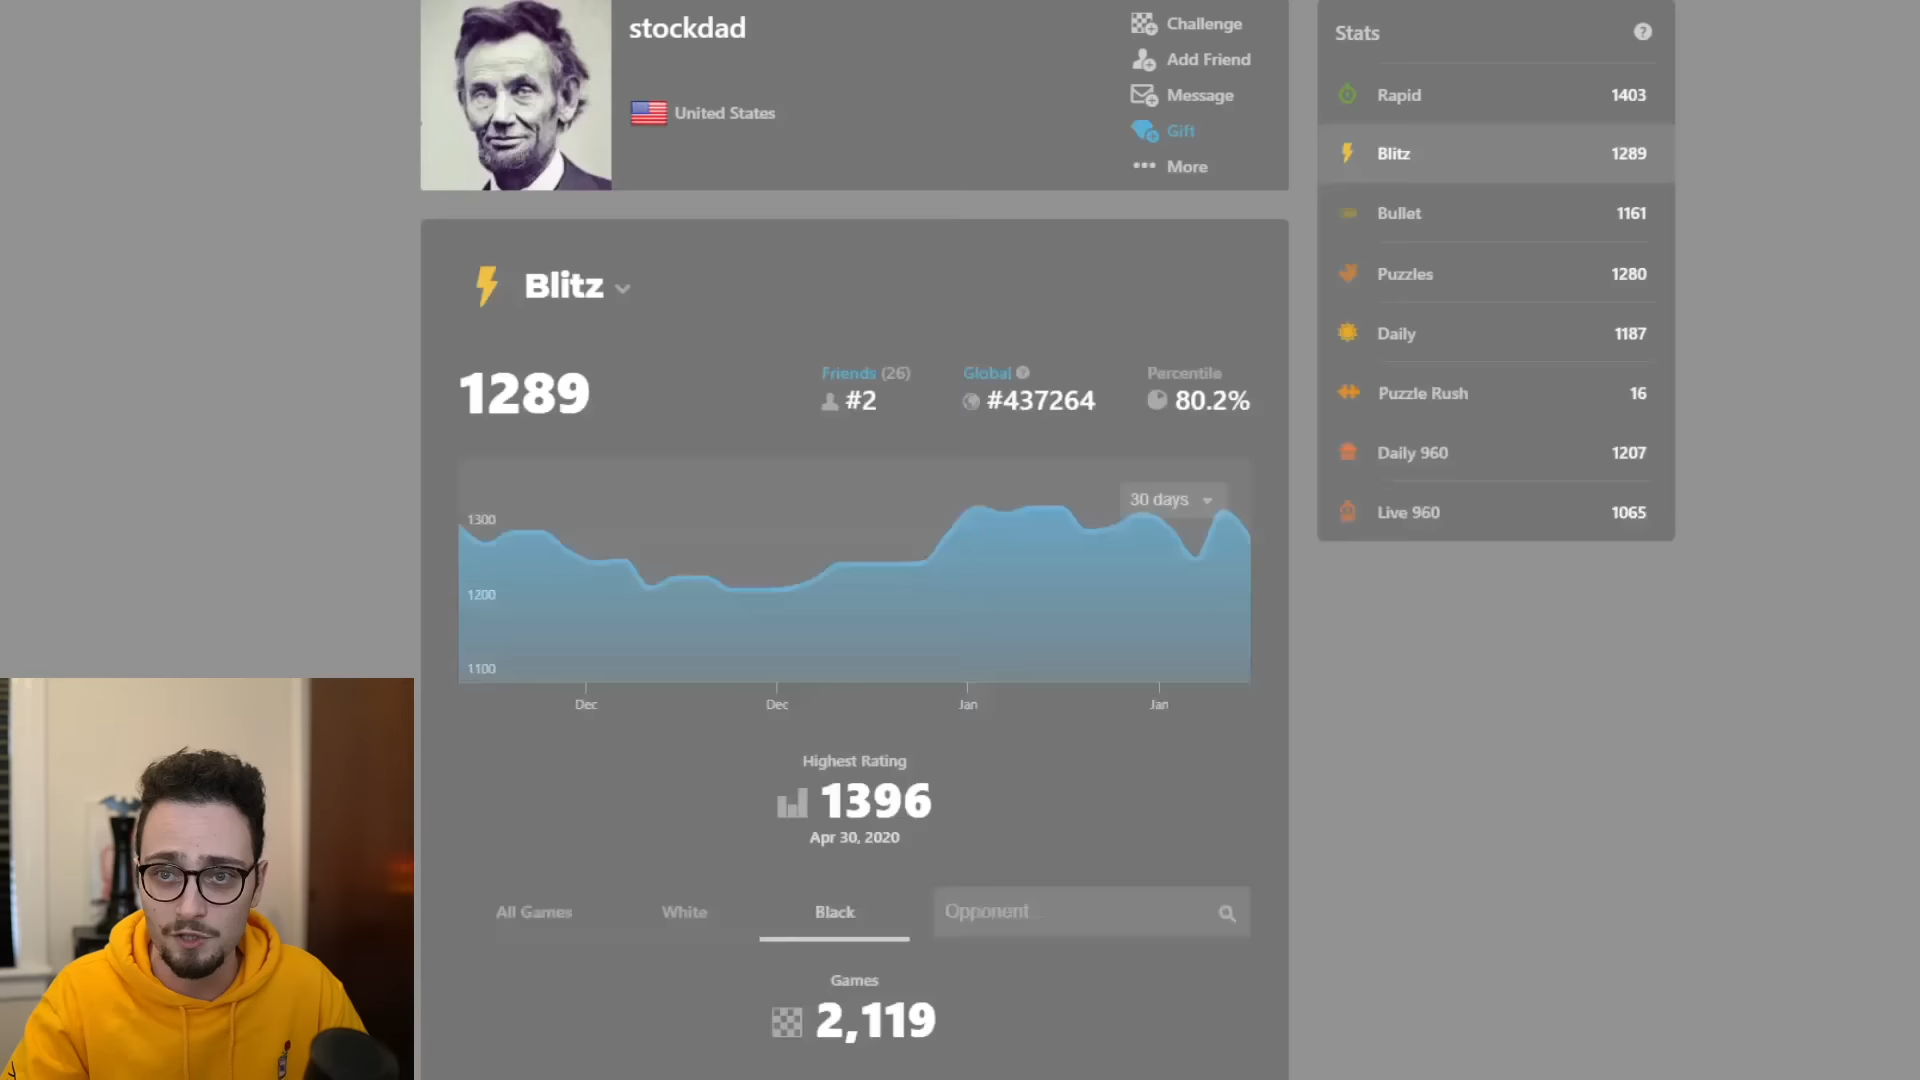 stockdad
United States
Challenge
Add Friend
Message
Gift
More
Stats
Rapid 1403
Blitz 1289
Bullet 1161
Puzzles 1280
Daily 1187
Puzzle Rush 16
Daily 960 1207
Live 960 1065
Blitz
1289
Friends (26)
#2
Global
#437264
Percentile
80.2%
30 days
1300
1200
1100
Dec Dec Jan Jan
Highest Rating
1396
Apr 30, 2020
All Games White Black Opponent...
Games
2,119